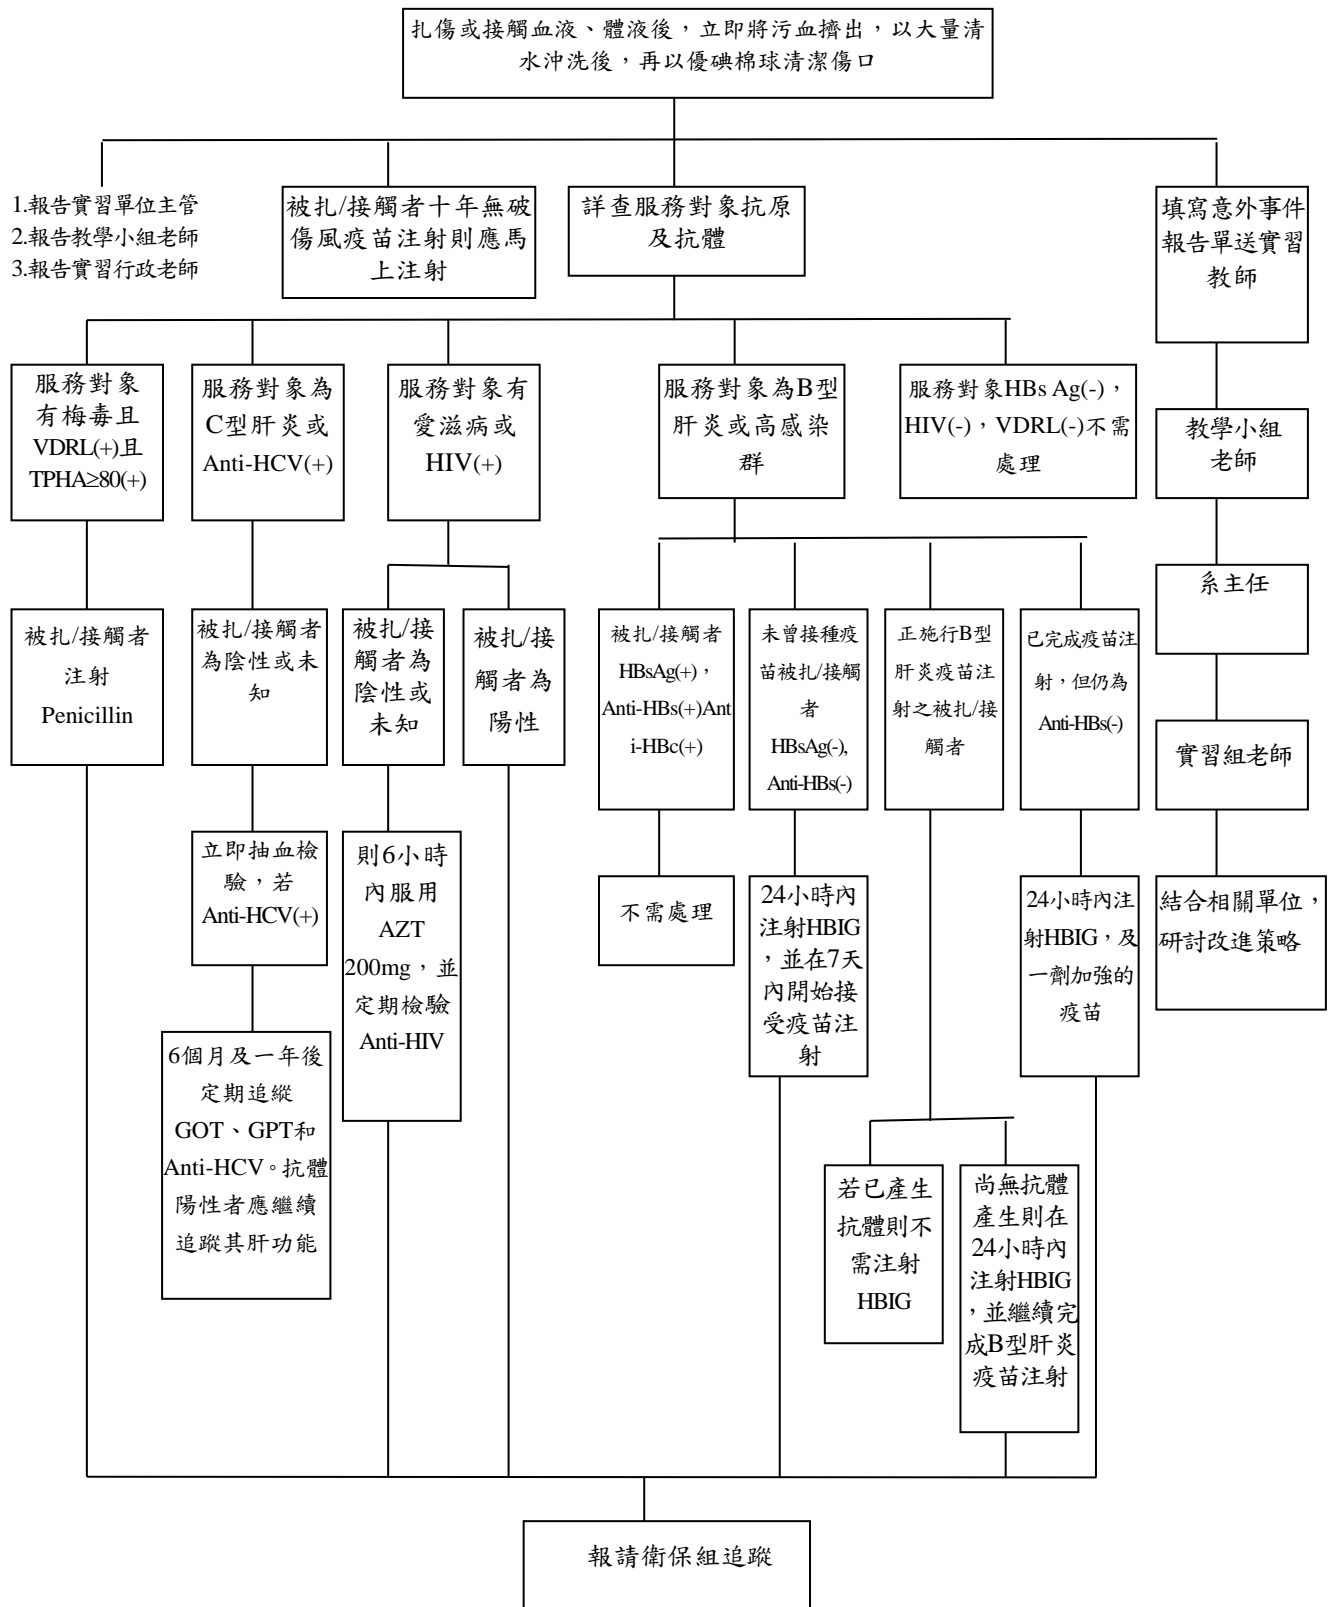 扎傷或接觸血液、體液後，立即將污血擠出，以大量清
水沖洗後，再以優碘棉球清潔傷口
1.報告實習單位主管
2.報告教學小組老師
3.報告實習行政老師
被扎/接觸者十年無破
傷風疫苗注射則應馬
上注射
詳查服務對象抗原
及抗體
填寫意外事件
報告單送實習
教師
服務對象
有梅毒且
VDRL(+)且
TPHA≥80(+)
服務對象為
C型肝炎或
Anti-HCV(+)
服務對象有
愛滋病或
HIV(+)
服務對象為B型
肝炎或高感染
群
服務對象HBs Ag(-)，
HIV(-)，VDRL(-)不需
處理
教學小組
老師
系主任
被扎/接觸者
注射
Penicillin
被扎/接觸者
為陰性或未
知
被扎/接
觸者為
陰性或
未知
被扎/接
觸者為
陽性
被扎/接觸者
HBsAg(+)，
Anti-HBs(+)Ant
i-HBc(+)
未曾接種疫
苗被扎/接觸
者
HBsAg(-),
Anti-HBs(-)
正施行B型
肝炎疫苗注
射之被扎/接
觸者
已完成疫苗注
射，但仍為
Anti-HBs(-)
實習組老師
立即抽血檢
驗，若
Anti-HCV(+)
則6小時
內服用
AZT
200mg，並
定期檢驗
Anti-HIV
不需處理
24小時內
注射HBIG
，並在7天
內開始接
受疫苗注
射
24小時內注
射HBIG，及
一劑加強的
疫苗
結合相關單位，
研討改進策略
6個月及一年後
定期追縱
GOT、GPT和
Anti-HCV。抗體
陽性者應繼續
追蹤其肝功能
若已產生
抗體則不
需注射
HBIG
尚無抗體
產生則在
24小時內
注射HBIG
，並繼續完
成B型肝炎
疫苗注射
報請衛保組追蹤